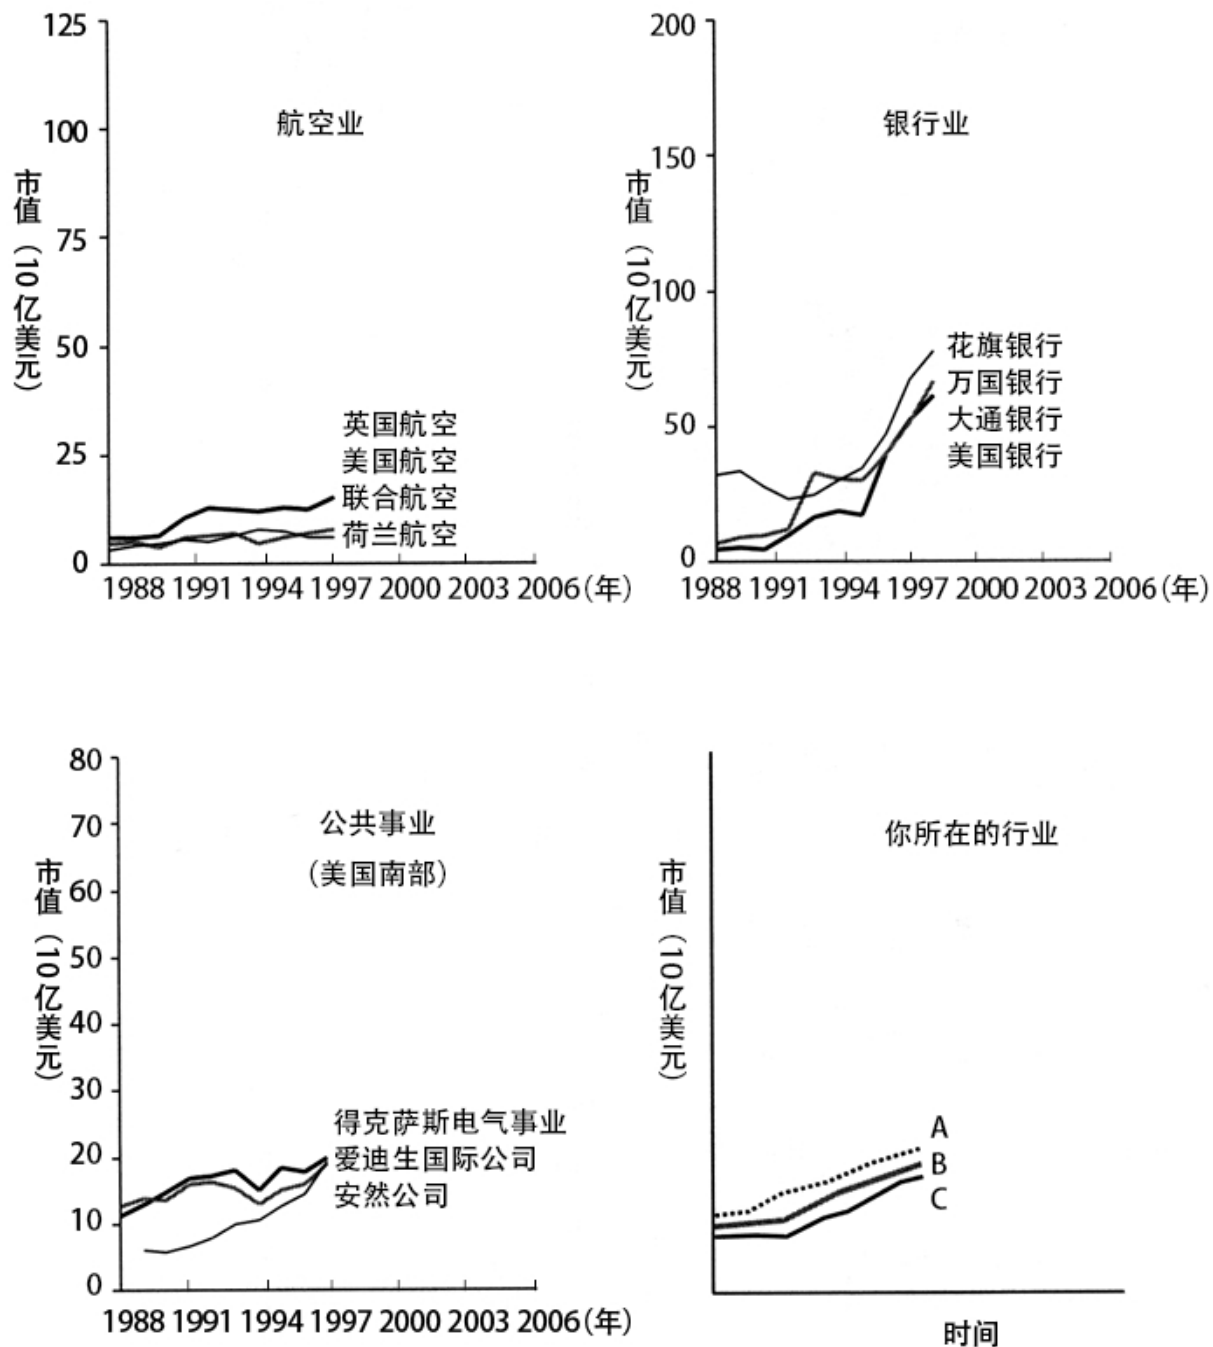 航空业
市值（10亿美元）
125
100
75
50
25
0
英国航空
美国航空
联合航空
荷兰航空
1988 1991 1994 1997 2000 2003 2006(年)
银行业
市值（10亿美元）
200
150
100
50
0
花旗银行
万国银行
大通银行
美国银行
1988 1991 1994 1997 2000 2003 2006(年)
公共事业
（美国南部）
市值（10亿美元）
80
70
60
50
40
30
20
10
0
得克萨斯电气事业
爱迪生国际公司
安然公司
1988 1991 1994 1997 2000 2003 2006(年)
你所在的行业
市值（10亿美元）
A
B
C
时间